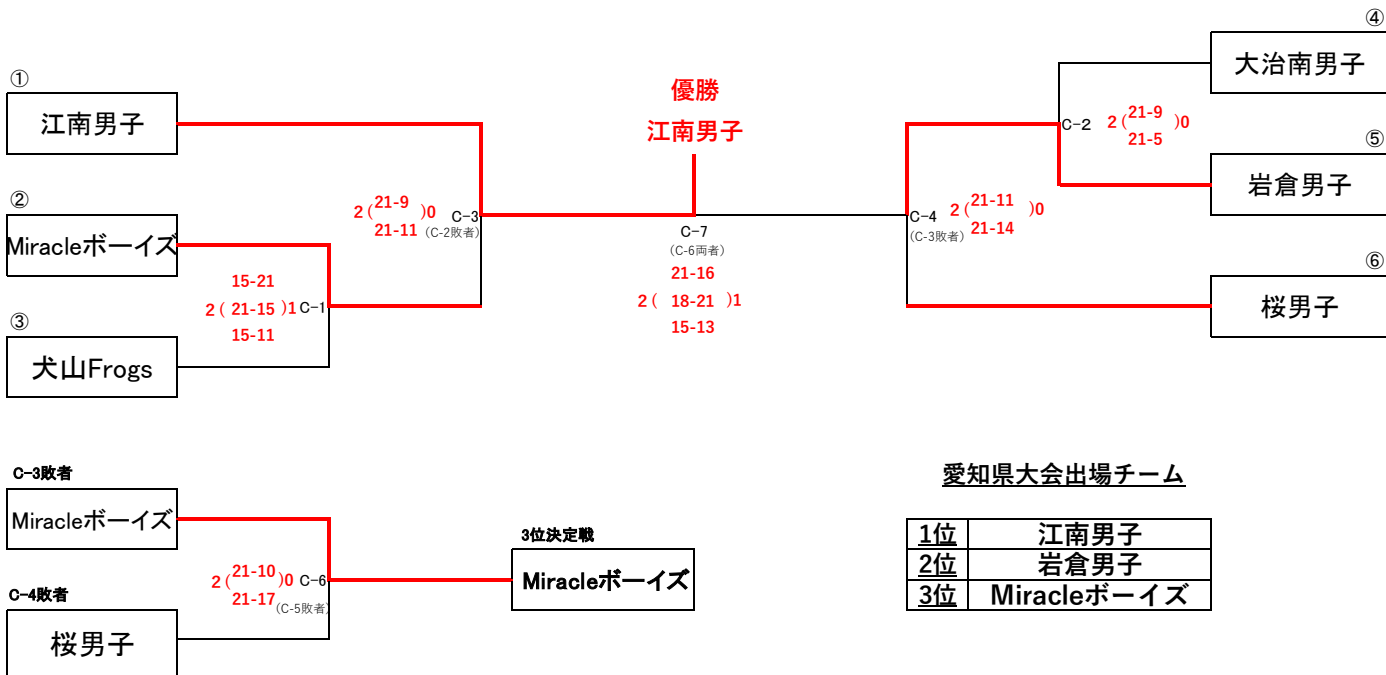 ①
江南男子
②
Miracleボーイズ
③
犬山Frogs
15-21
2 ( 21-15 ) 1 C-1
15-11
21-9
2 ( ) 0 C-3
21-11 (C-2敗者)
優勝
江南男子
C-7
(C-6両者)
21-16
2 ( 18-21 ) 1
15-13
④
大治南男子
⑤
岩倉男子
⑥
桜男子
C-2 2 ( 21-9 ) 0
21-5
C-4 2 ( 21-11 ) 0
(C-3敗者) 21-14
C-3敗者
Miracleボーイズ
C-4敗者
桜男子
2 ( 21-10 ) 0 C-6
21-17 (C-5敗者)
3位決定戦
Miracleボーイズ
愛知県大会出場チーム
1位 江南男子
2位 岩倉男子
3位 Miracleボーイズ